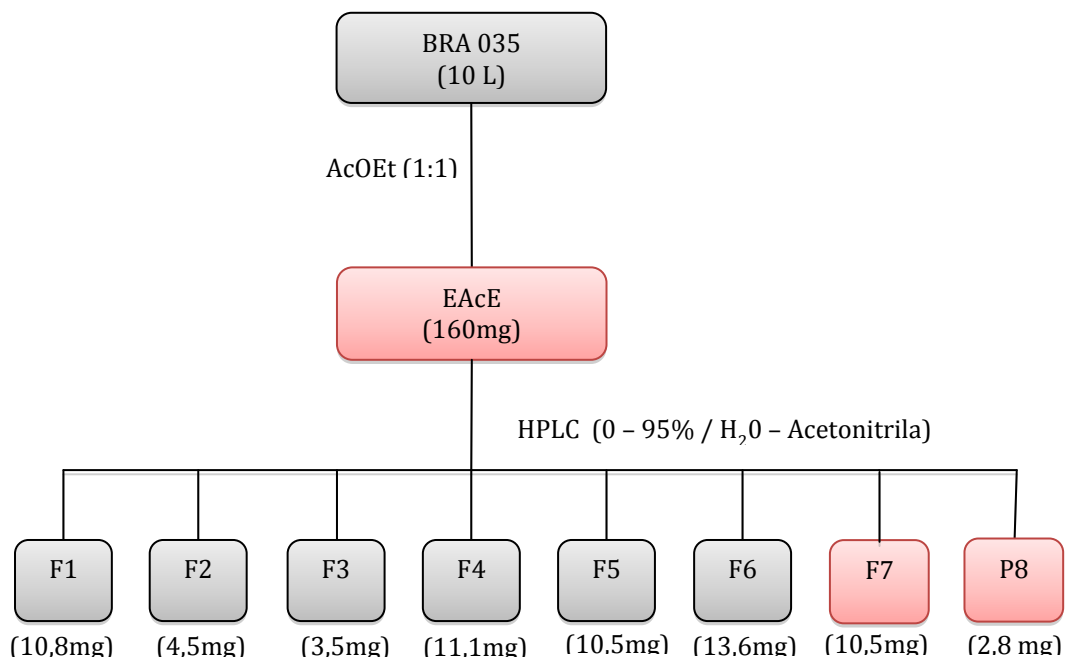 BRA 035
(10 L)
AcOEt (1:1)
EAcE
(160mg)
HPLC (0 – 95% / H₂0 – Acetonitrila)
F1 F2 F3 F4 F5 F6 F7 P8
(10,8mg) (4,5mg) (3,5mg) (11,1mg) (10,5mg) (13,6mg) (10,5mg) (2,8 mg)